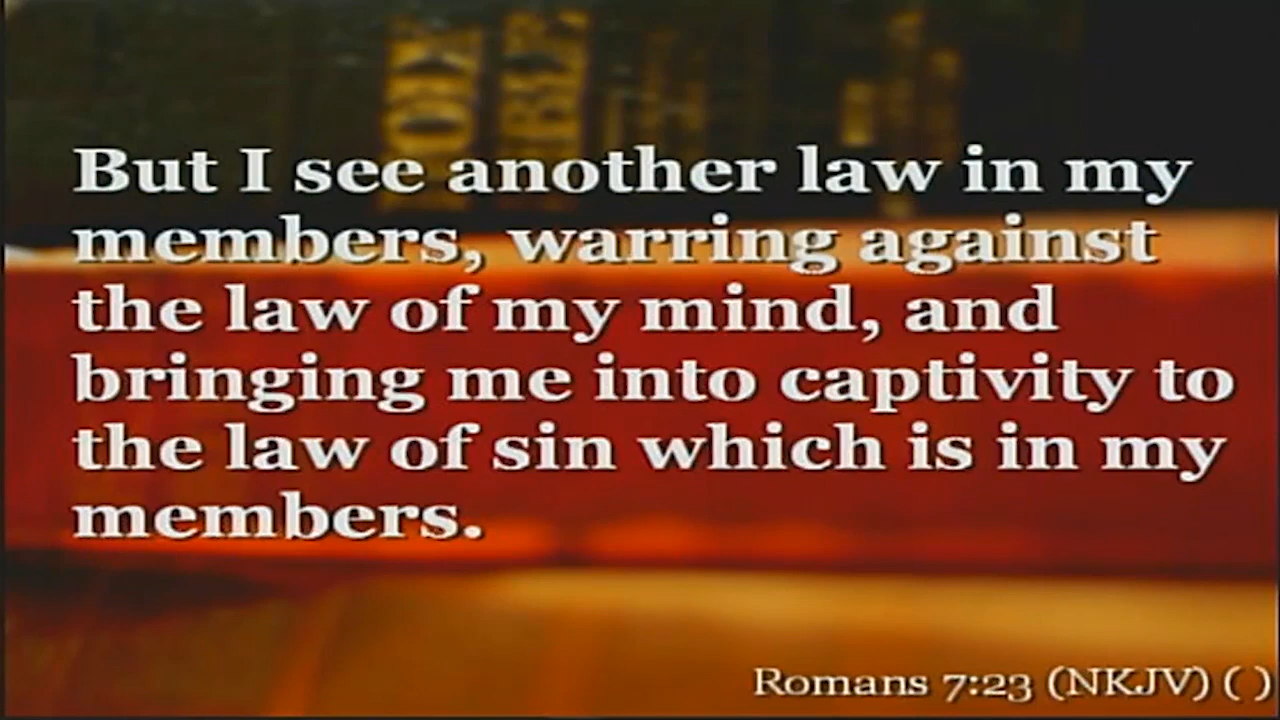 But I see another law in my
members, warring against
the law of my mind, and
bringing me into captivity to
the law of sin which is in my
members.
Romans 7:23 (NKJV) ( )